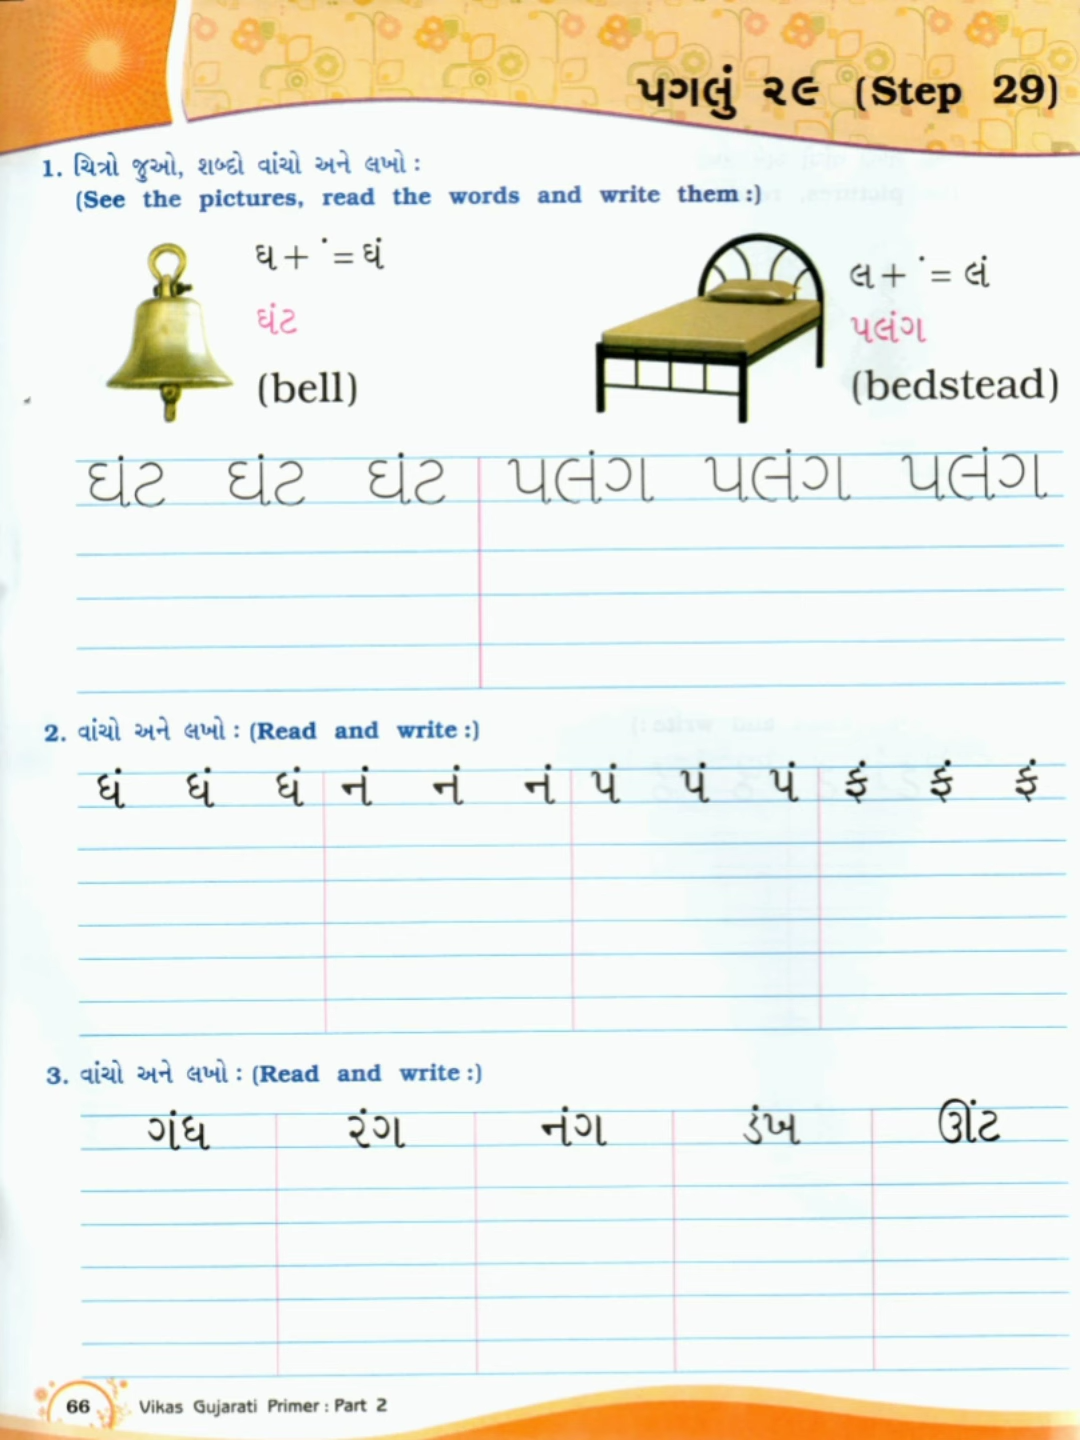 પગલું ૨૯ (Step 29)
1. ચિત્રો જુઓ, શબ્દો વાંચો અને લખો :
(See the pictures, read the words and write them :)
ઘ + ં = ઘં
ઘંટ
(bell)
લ + ં = લં
પલંગ
(bedstead)
ઘંટ ઘંટ ઘંટ પલંગ પલંગ પલંગ
2. વાંચો અને લખો : (Read and write :)
ધં ધં ધં નં નં નં પં પં પં ફં ફં ફં
3. વાંચો અને લખો : (Read and write :)
ગંધ રંગ નંગ ડંખ ઊંટ
66 Vikas Gujarati Primer : Part 2